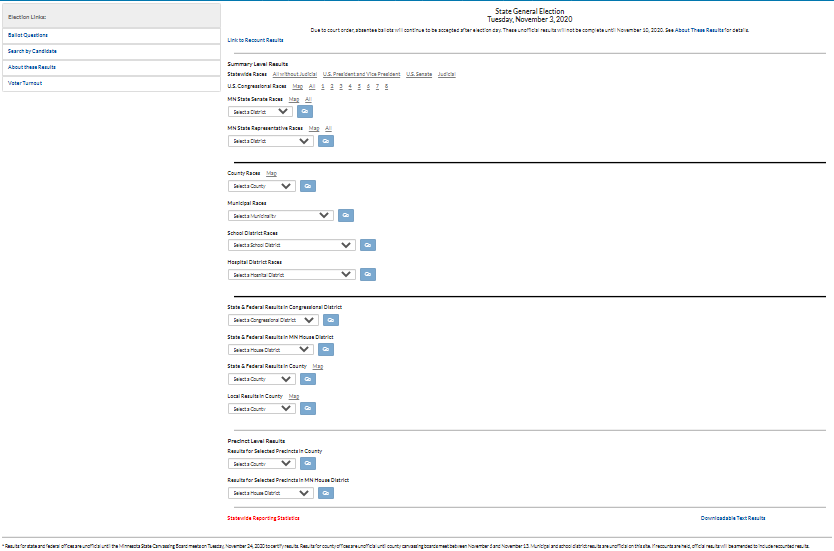 Election Links:
Ballot Questions
Search by Candidate
About these Results
Voter Turnout
State General Election
Tuesday, November 3, 2020
Due to court order, absentee ballots will continue to be accepted after election day. These unofficial results will not be complete until November 10, 2020. See About These Results for details.
Link to Recount Results
Summary Level Results
Statewide Races All without Judicial U.S. President and Vice President U.S. Senate Judicial
U.S. Congressional Races Map All 1 2 3 4 5 6 7 8
MN State Senate Races Map All
Select a District Go
MN State Representative Races Map All
Select a District Go
County Races Map
Select a County Go
Municipal Races
Select a Municipality Go
School District Races
Select a School District Go
Hospital District Races
Select a Hospital District Go
State & Federal Results in Congressional District
Select a Congressional District Go
State & Federal Results in MN House District
Select a House District Go
State & Federal Results in County Map
Select a County Go
Local Results in County Map
Select a County Go
Precinct Level Results
Results for Selected Precincts in County
Select a County Go
Results for Selected Precincts in MN House District
Select a House District Go
Statewide Reporting Statistics Downloadable Text Results
* Results for state and federal offices are unofficial until the Minnesota State Canvassing Board meets on Tuesday, November 24, 2020 to certify results. Results for county offices are unofficial until county canvassing boards meet between November 6 and November 13. Municipal and school district results are unofficial on this site. If recounts are held, official results will be amended to include recounted results.